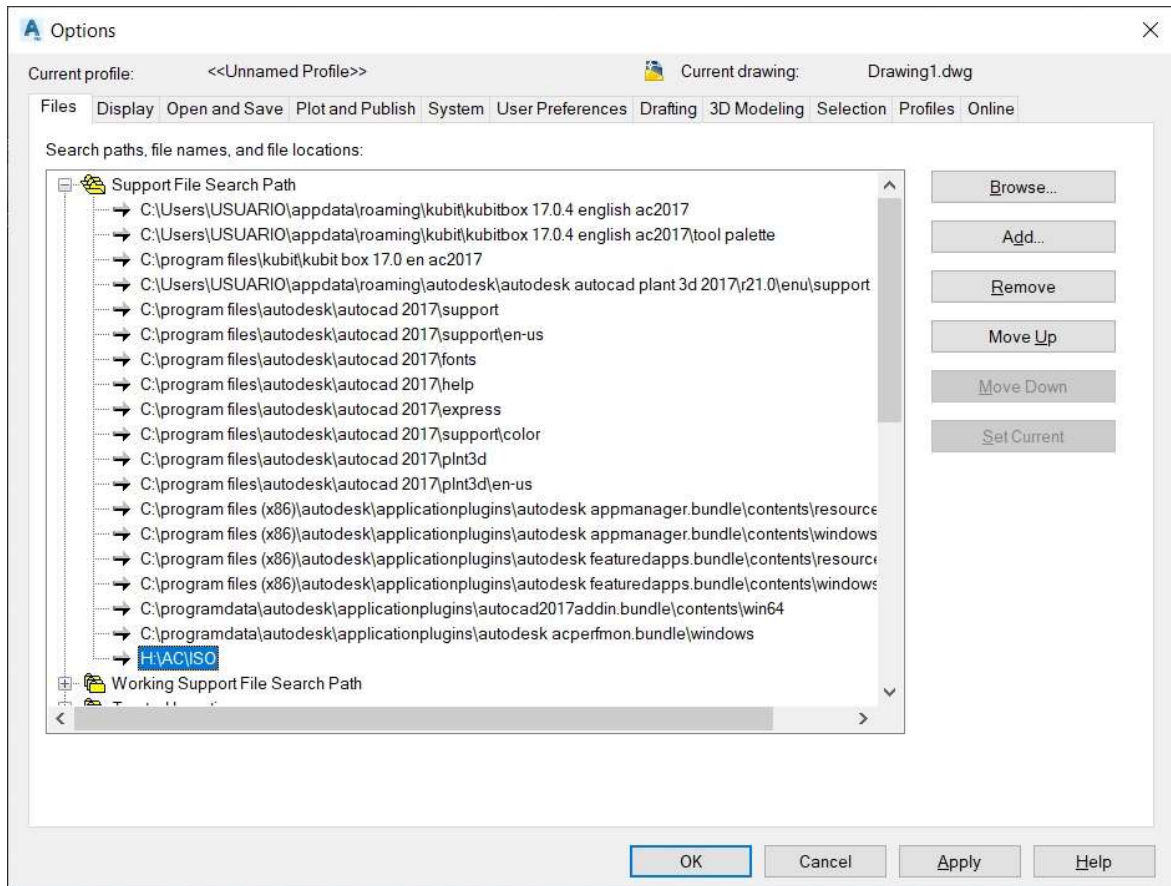 Options
Current profile: <<Unnamed Profile>> Current drawing: Drawing1.dwg
Files Display Open and Save Plot and Publish System User Preferences Drafting 3D Modeling Selection Profiles Online
Search paths, file names, and file locations:
Support File Search Path
C:\Users\USUARIO\appdata\roaming\kubit\kubitbox 17.0.4 english ac2017
C:\Users\USUARIO\appdata\roaming\kubit\kubitbox 17.0.4 english ac2017\tool palette
C:\program files\kubit\kubit box 17.0 en ac2017
C:\Users\USUARIO\appdata\roaming\autodesk\autodesk autocad plant 3d 2017\r21.0\enu\support
C:\program files\autodesk\autocad 2017\support
C:\program files\autodesk\autocad 2017\support\en-us
C:\program files\autodesk\autocad 2017\fonts
C:\program files\autodesk\autocad 2017\help
C:\program files\autodesk\autocad 2017\express
C:\program files\autodesk\autocad 2017\support\color
C:\program files\autodesk\autocad 2017\plnt3d
C:\program files\autodesk\autocad 2017\plnt3d\en-us
C:\program files (x86)\autodesk\applicationplugins\autodesk appmanager.bundle\contents\resource
C:\program files (x86)\autodesk\applicationplugins\autodesk appmanager.bundle\contents\windows
C:\program files (x86)\autodesk\applicationplugins\autodesk featuredapps.bundle\contents\resource
C:\program files (x86)\autodesk\applicationplugins\autodesk featuredapps.bundle\contents\windows
C:\programdata\autodesk\applicationplugins\autocad2017addin.bundle\contents\win64
C:\programdata\autodesk\applicationplugins\autodesk acperfmon.bundle\windows
H:\AC\ISO
Working Support File Search Path
Browse...
Add...
Remove
Move Up
Move Down
Set Current
OK Cancel Apply Help